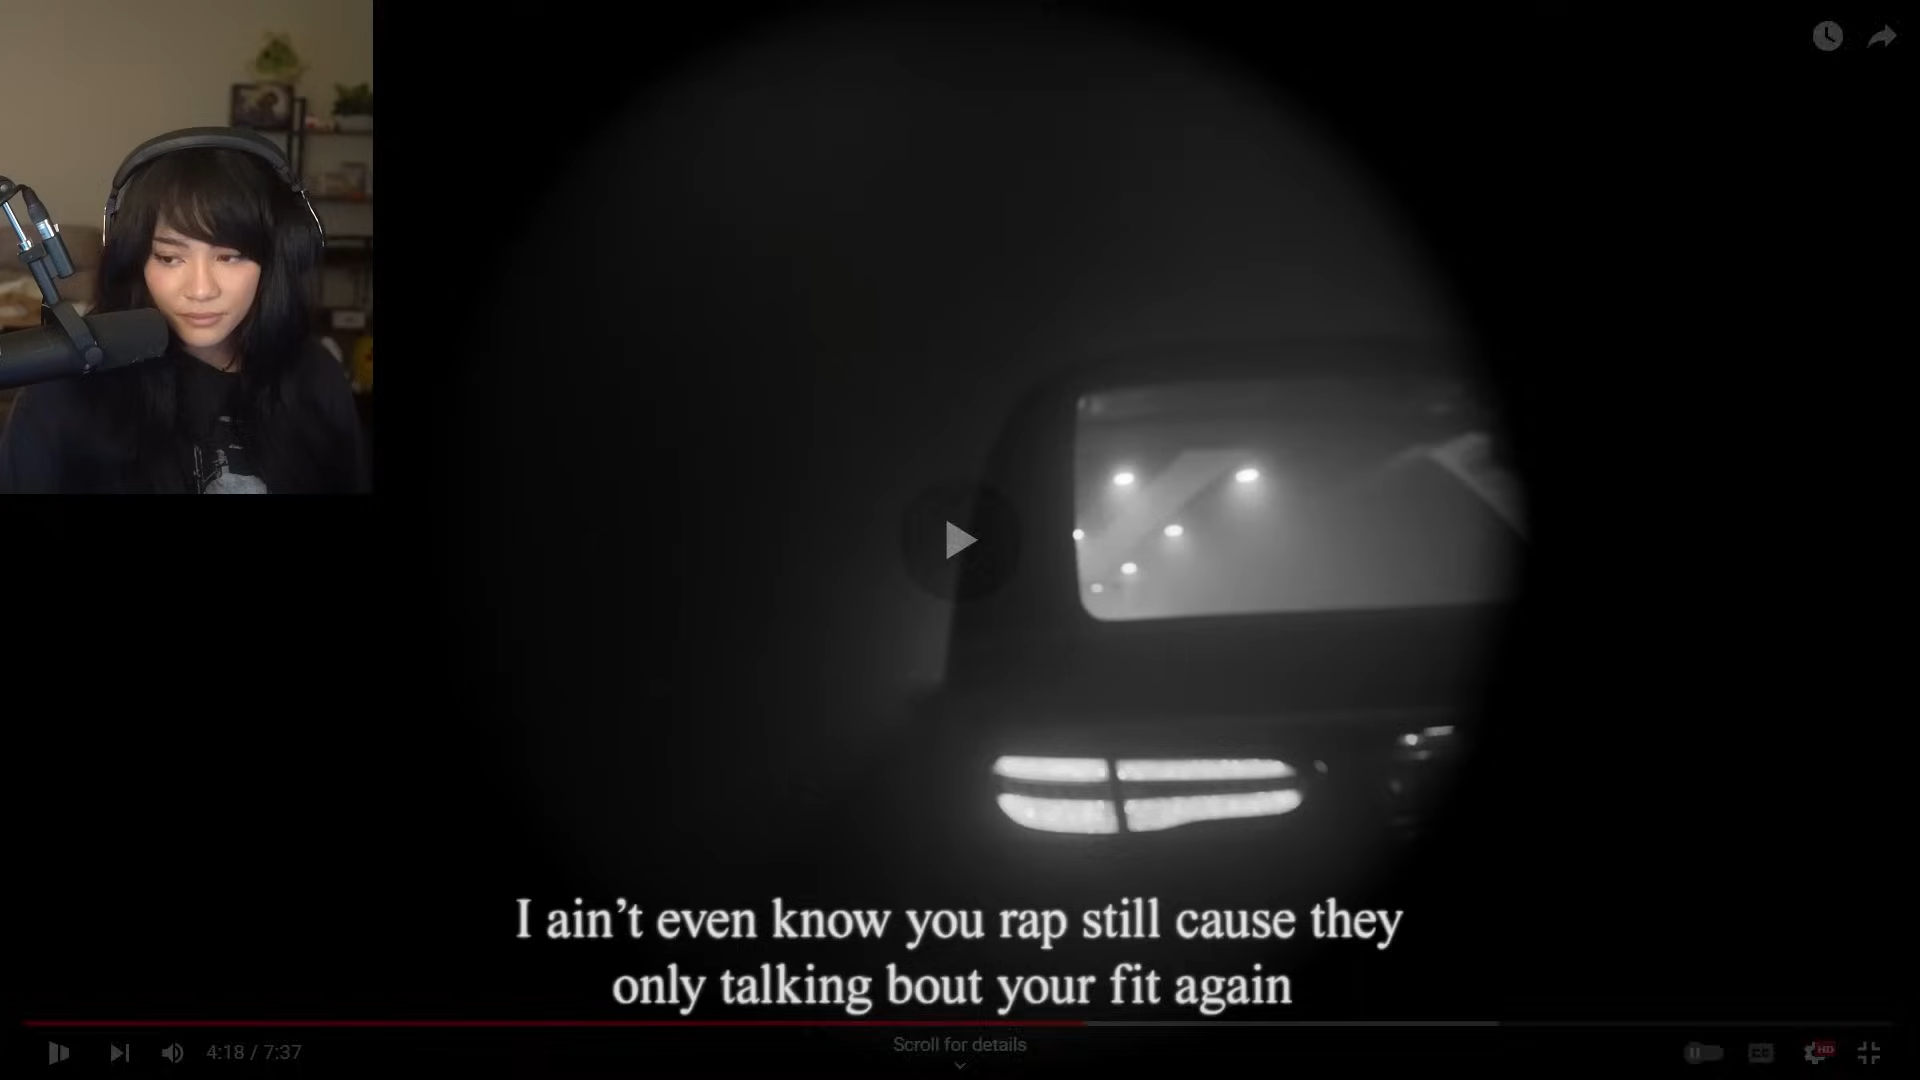 I ain’t even know you rap still cause they
only talking bout your fit again
Scroll for details
4:18 / 7:37
HD